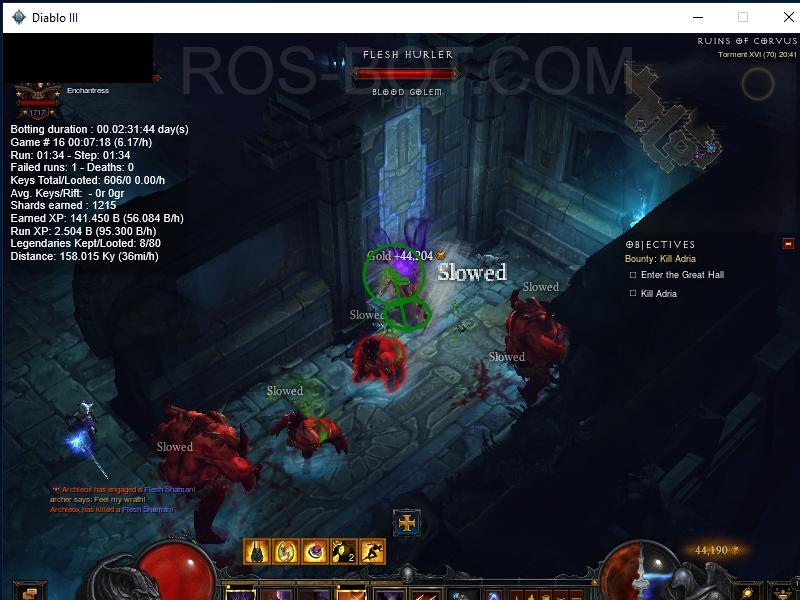 Diablo III
ROS-BOT.COM
RUINS OF CORVUS
Torment XVI (70) 20:41
FLESH HURLER
BLOOD GOLEM
Public
Enchantress
1717
Botting duration : 00.02:31:44 day(s)
Game # 16 00:07:18 (6.17/h)
Run: 01:34 - Step: 01:34
Failed runs: 1 - Deaths: 0
Keys Total/Looted: 606/0 0.00/h
Avg. Keys/Rift: - 0r 0gr
Shards earned : 1215
Earned XP: 141.450 B (56.084 B/h)
Run XP: 2.504 B (95.300 B/h)
Legendaries Kept/Looted: 8/80
Distance: 158.015 Ky (36mi/h)
OBJECTIVES
Bounty: Kill Adria
Enter the Great Hall
Kill Adria
Gold +44,204
Slowed
Slowed
Slowed
Slowed
Slowed
Slowed
Archleox has engaged a Flesh Shaman!
archer says: Feel my wrath!
Archleox has killed a Flesh Shaman!
2
44,190